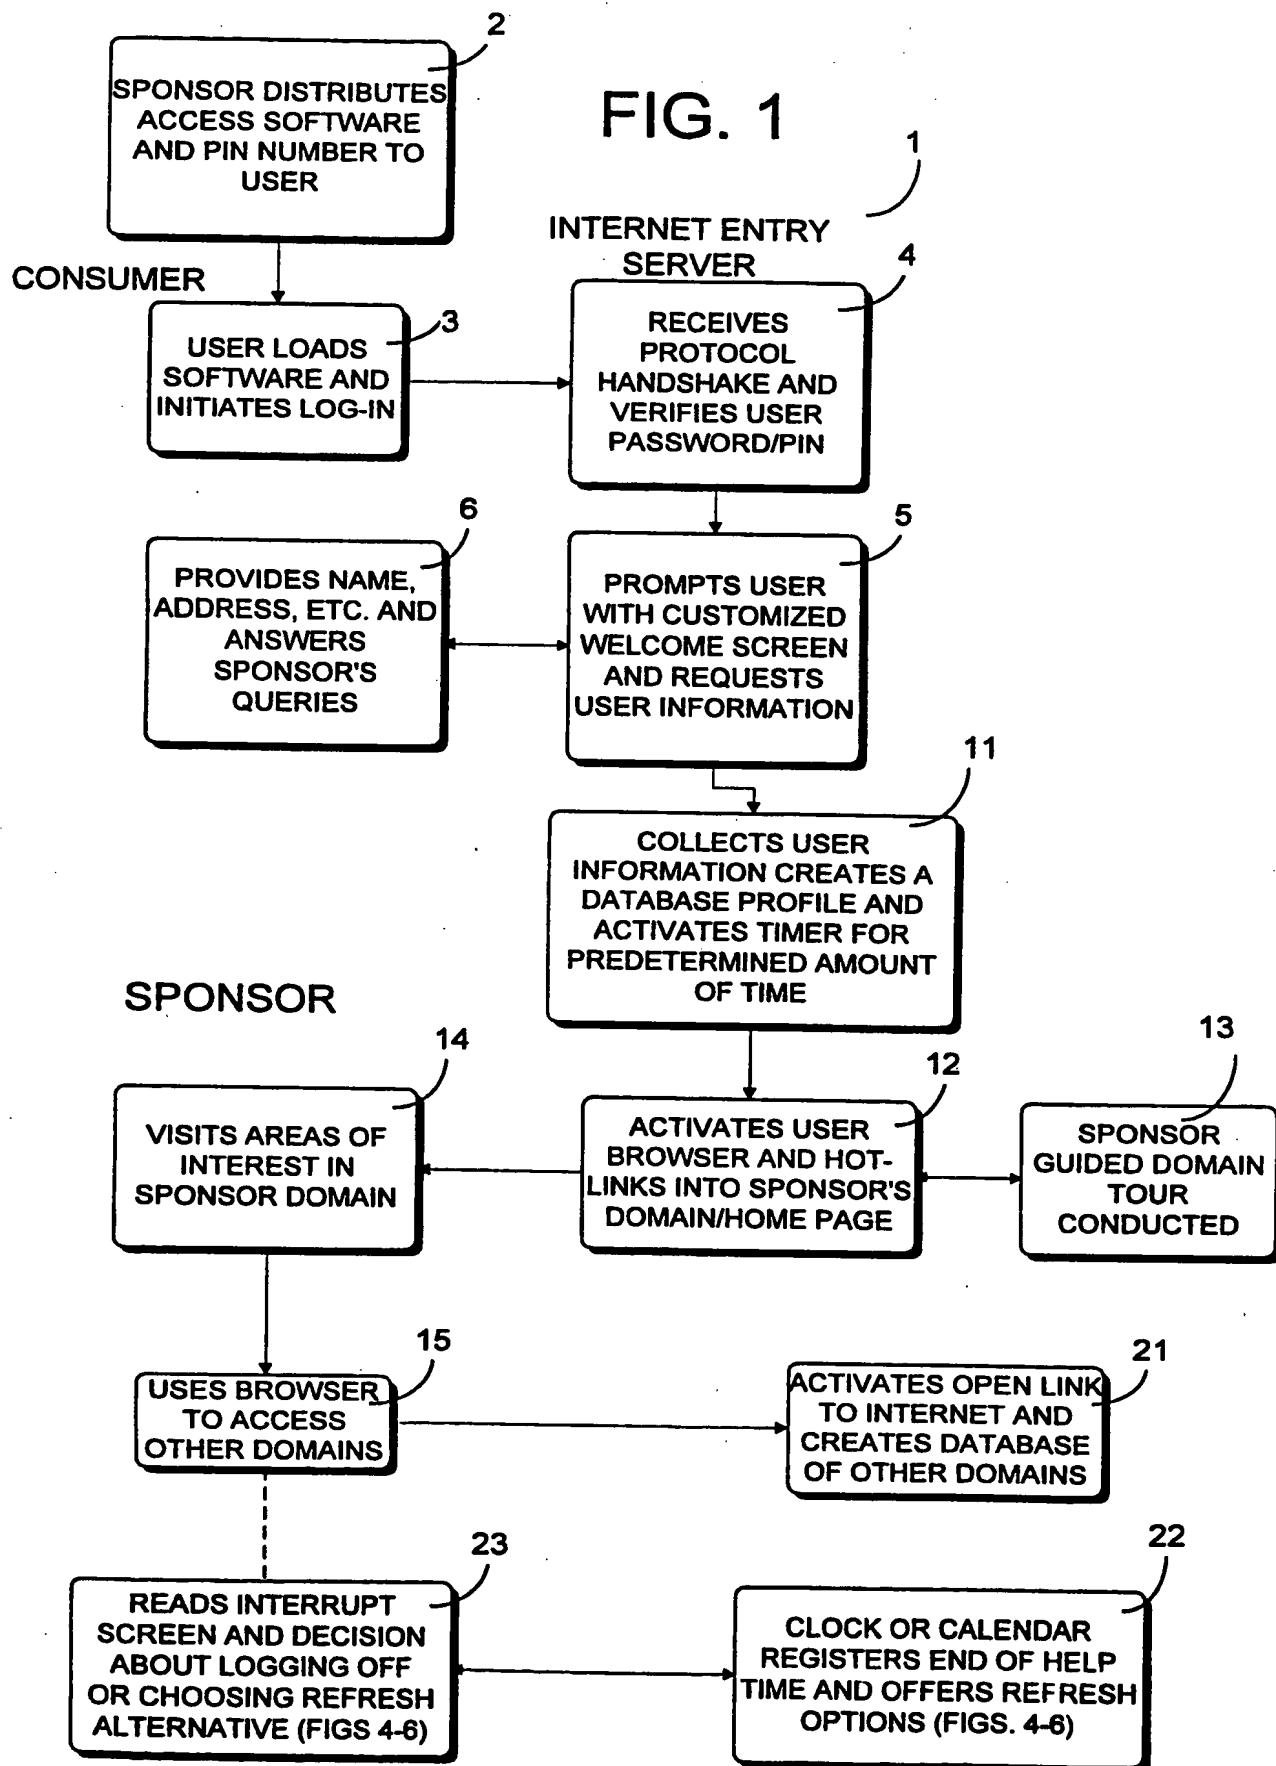 2
SPONSOR DISTRIBUTES
ACCESS SOFTWARE
AND PIN NUMBER TO
USER
FIG. 1
1
INTERNET ENTRY
SERVER
CONSUMER
3
USER LOADS
SOFTWARE AND
INITIATES LOG-IN
4
RECEIVES
PROTOCOL
HANDSHAKE AND
VERIFIES USER
PASSWORD/PIN
6
PROVIDES NAME,
ADDRESS, ETC. AND
ANSWERS
SPONSOR'S
QUERIES
5
PROMPTS USER
WITH CUSTOMIZED
WELCOME SCREEN
AND REQUESTS
USER INFORMATION
11
COLLECTS USER
INFORMATION CREATES A
DATABASE PROFILE AND
ACTIVATES TIMER FOR
PREDETERMINED AMOUNT
OF TIME
SPONSOR
14
VISITS AREAS OF
INTEREST IN
SPONSOR DOMAIN
12
ACTIVATES USER
BROWSER AND HOT-
LINKS INTO SPONSOR'S
DOMAIN/HOME PAGE
13
SPONSOR
GUIDED DOMAIN
TOUR
CONDUCTED
15
USES BROWSER
TO ACCESS
OTHER DOMAINS
21
ACTIVATES OPEN LINK
TO INTERNET AND
CREATES DATABASE
OF OTHER DOMAINS
23
READS INTERRUPT
SCREEN AND DECISION
ABOUT LOGGING OFF
OR CHOOSING REFRESH
ALTERNATIVE (FIGS 4-6)
22
CLOCK OR CALENDAR
REGISTERS END OF HELP
TIME AND OFFERS REFRESH
OPTIONS (FIGS. 4-6)